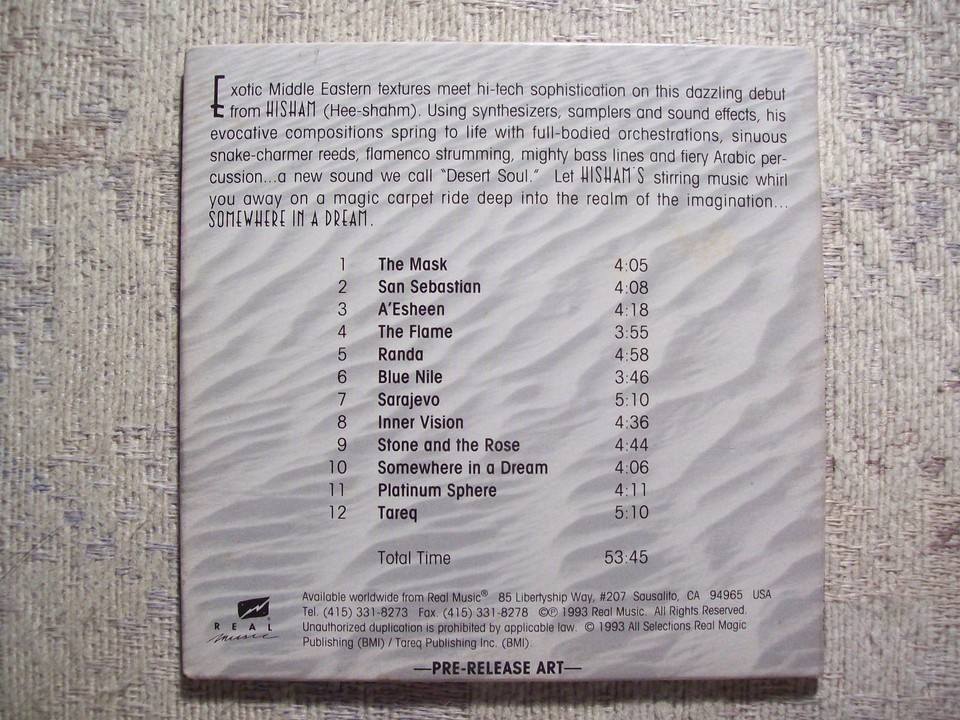 Exotic Middle Eastern textures meet hi-tech sophistication on this dazzling debut
from HISHAM (Hee-shahm). Using synthesizers, samplers and sound effects, his
evocative compositions spring to life with full-bodied orchestrations, sinuous
snake-charmer reeds, flamenco strumming, mighty bass lines and fiery Arabic per-
cussion...a new sound we call "Desert Soul." Let HISHAM'S stirring music whirl
you away on a magic carpet ride deep into the realm of the imagination...
SOMEWHERE IN A DREAM.
1 The Mask 4:05
2 San Sebastian 4:08
3 A'Esheen 4:18
4 The Flame 3:55
5 Randa 4:58
6 Blue Nile 3:46
7 Sarajevo 5:10
8 Inner Vision 4:36
9 Stone and the Rose 4:44
10 Somewhere in a Dream 4:06
11 Platinum Sphere 4:11
12 Tareq 5:10
Total Time 53:45
REAL
music
Available worldwide from Real Music® 85 Libertyship Way, #207 Sausalito, CA 94965 USA
Tel. (415) 331-8273 Fax. (415) 331-8278 ©℗ 1993 Real Music. All Rights Reserved.
Unauthorized duplication is prohibited by applicable law. © 1993 All Selections Real Magic
Publishing (BMI) / Tareq Publishing Inc. (BMI).
—PRE-RELEASE ART—